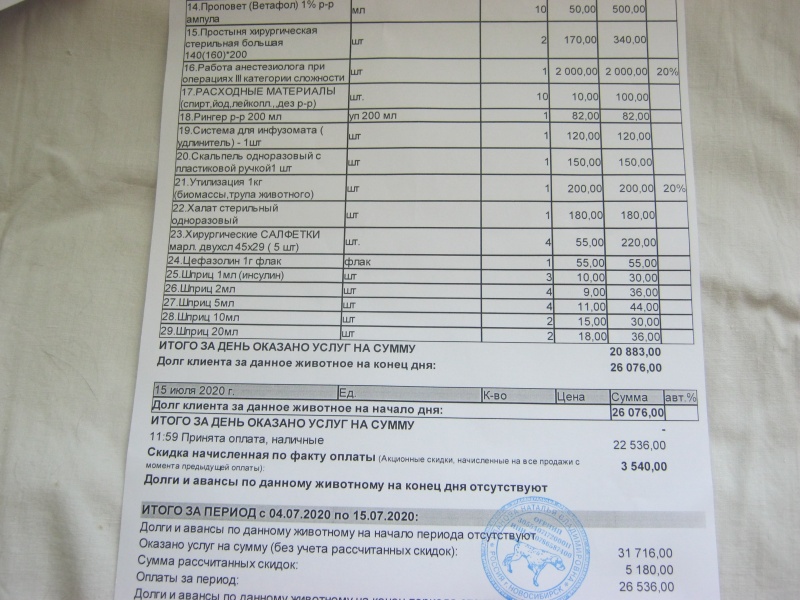 14.Проповет (Ветафол) 1% р-р мл 10 50,00 500,00
ампула
15.Простыня хирургическая
стерильная большая шт 2 170,00 340,00
140(160)*200
16.Работа анестезиолога при шт 1 2 000,00 2 000,00 20%
операциях III категории сложности
17.РАСХОДНЫЕ МАТЕРИАЛЫ шт. 10 10,00 100,00
(спирт,йод,лейкопл.,,дез р-р)
18.Рингер р-р 200 мл уп 200 мл 1 82,00 82,00
19.Система для инфузомата ( шт 1 120,00 120,00
удлинитель) - 1шт
20.Скальпель одноразовый с шт 1 150,00 150,00
пластиковой ручкой1 шт
21.Утилизация 1кг шт 1 200,00 200,00 20%
(биомассы,трупа животного)
22.Халат стерильный шт 1 180,00 180,00
одноразовый
23.Хирургические САЛФЕТКИ шт. 4 55,00 220,00
марл. двухсл 45х29 ( 5 шт)
24.Цефазолин 1г флак флак 1 55,00 55,00
25.Шприц 1мл (инсулин) шт 3 10,00 30,00
26.Шприц 2мл шт 4 9,00 36,00
27.Шприц 5мл шт 4 11,00 44,00
28.Шприц 10мл шт 2 15,00 30,00
29.Шприц 20мл шт 2 18,00 36,00
ИТОГО ЗА ДЕНЬ ОКАЗАНО УСЛУГ НА СУММУ 20 883,00
Долг клиента за данное животное на конец дня: 26 076,00
15 июля 2020 г. Ед. К-во Цена Сумма авт.%
Долг клиента за данное животное на начало дня: 26 076,00
ИТОГО ЗА ДЕНЬ ОКАЗАНО УСЛУГ НА СУММУ -
11:59 Принята оплата, наличные 22 536,00
Скидка начисленная по факту оплаты (Акционные скидки, начисленные на все продажи с 3 540,00
момента предыдущей оплаты):
Долги и авансы по данному животному на конец дня отсутствуют
ИТОГО ЗА ПЕРИОД с 04.07.2020 по 15.07.2020:
Долги и авансы по данному животному на начало периода отсутствуют
Оказано услуг на сумму (без учета рассчитанных скидок): 31 716,00
Сумма рассчитанных скидок: 5 180,00
Оплаты за период: 26 536,00
Долги и авансы по данному животному на конец периода
НОВОСИБИРСК